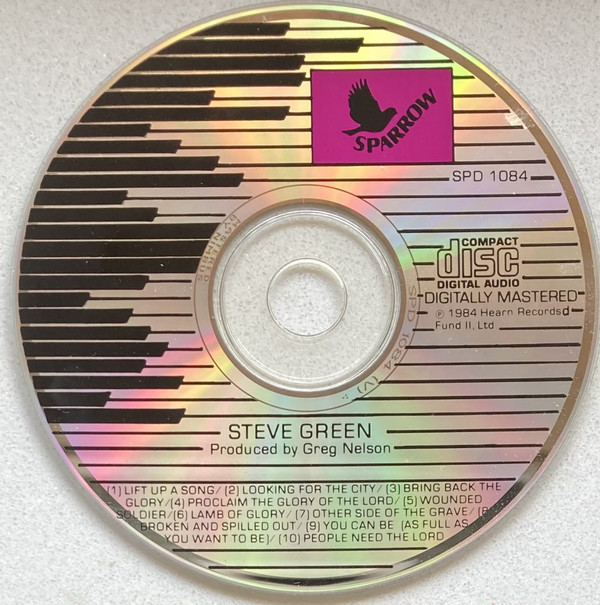 SPARROW
SPD 1084
COMPACT
disc
DIGITAL AUDIO
DIGITALLY MASTERED
℗ 1984 Hearn Records
Fund II, Ltd
SPD 1084 (V)
STEVE GREEN
Produced by Greg Nelson
(1) LIFT UP A SONG/ (2) LOOKING FOR THE CITY/ (3) BRING BACK THE
GLORY/(4) PROCLAIM THE GLORY OF THE LORD/ (5) WOUNDED
SOLDIER/(6) LAMB OF GLORY/ (7) OTHER SIDE OF THE GRAVE/ (8)
BROKEN AND SPILLED OUT/ (9) YOU CAN BE (AS FULL AS
YOU WANT TO BE)/ (10) PEOPLE NEED THE LORD